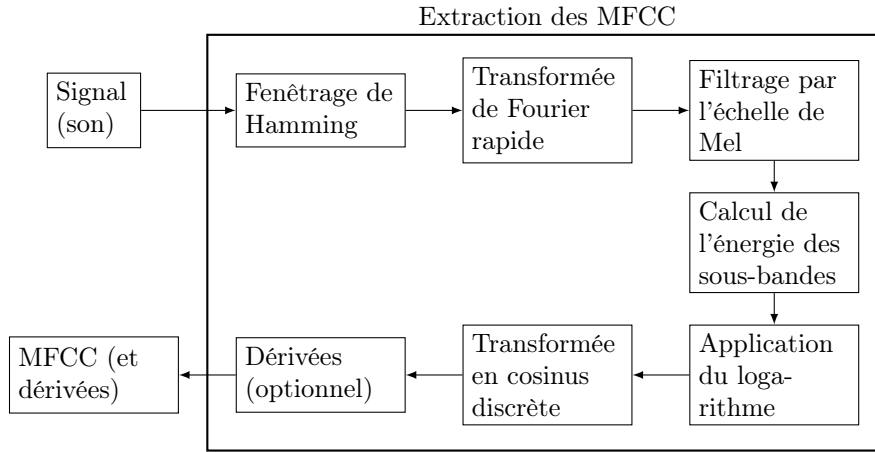 Extraction des MFCC
Signal
(son)
Fenêtrage de
Hamming
Transformée
de Fourier
rapide
Filtrage par
l'échelle de
Mel
Calcul de
l'énergie des
sous-bandes
Application
du loga-
rithme
Transformée
en cosinus
discrète
Dérivées
(optionnel)
MFCC (et
dérivées)